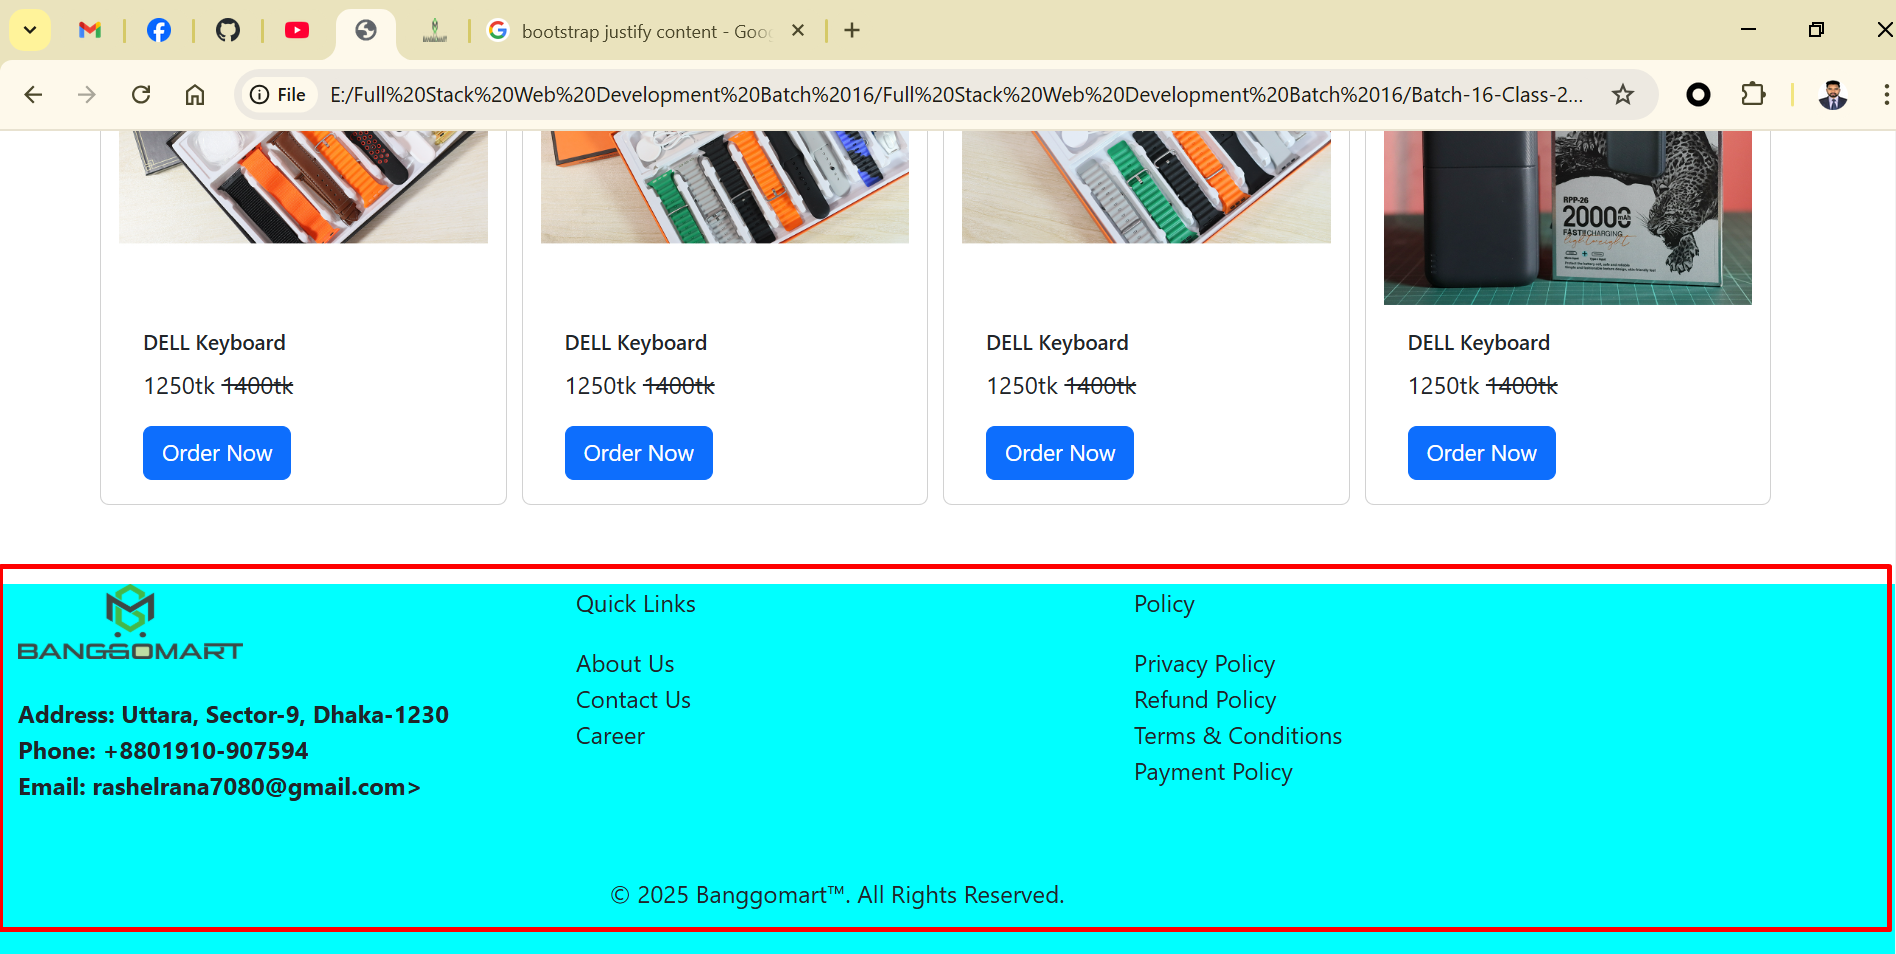 bootstrap justify content - Goo
File
E:/Full%20Stack%20Web%20Development%20Batch%2016/Full%20Stack%20Web%20Development%20Batch%2016/Batch-16-Class-2...
RPP-26
20000 mAh
FAST CHARGING
lightweight
DELL Keyboard
1250tk 1400tk
Order Now
DELL Keyboard
1250tk 1400tk
Order Now
DELL Keyboard
1250tk 1400tk
Order Now
DELL Keyboard
1250tk 1400tk
Order Now
BANGGOMART
Address: Uttara, Sector-9, Dhaka-1230
Phone: +8801910-907594
Email: rashelrana7080@gmail.com>
Quick Links
About Us
Contact Us
Career
Policy
Privacy Policy
Refund Policy
Terms & Conditions
Payment Policy
© 2025 Banggomart™. All Rights Reserved.